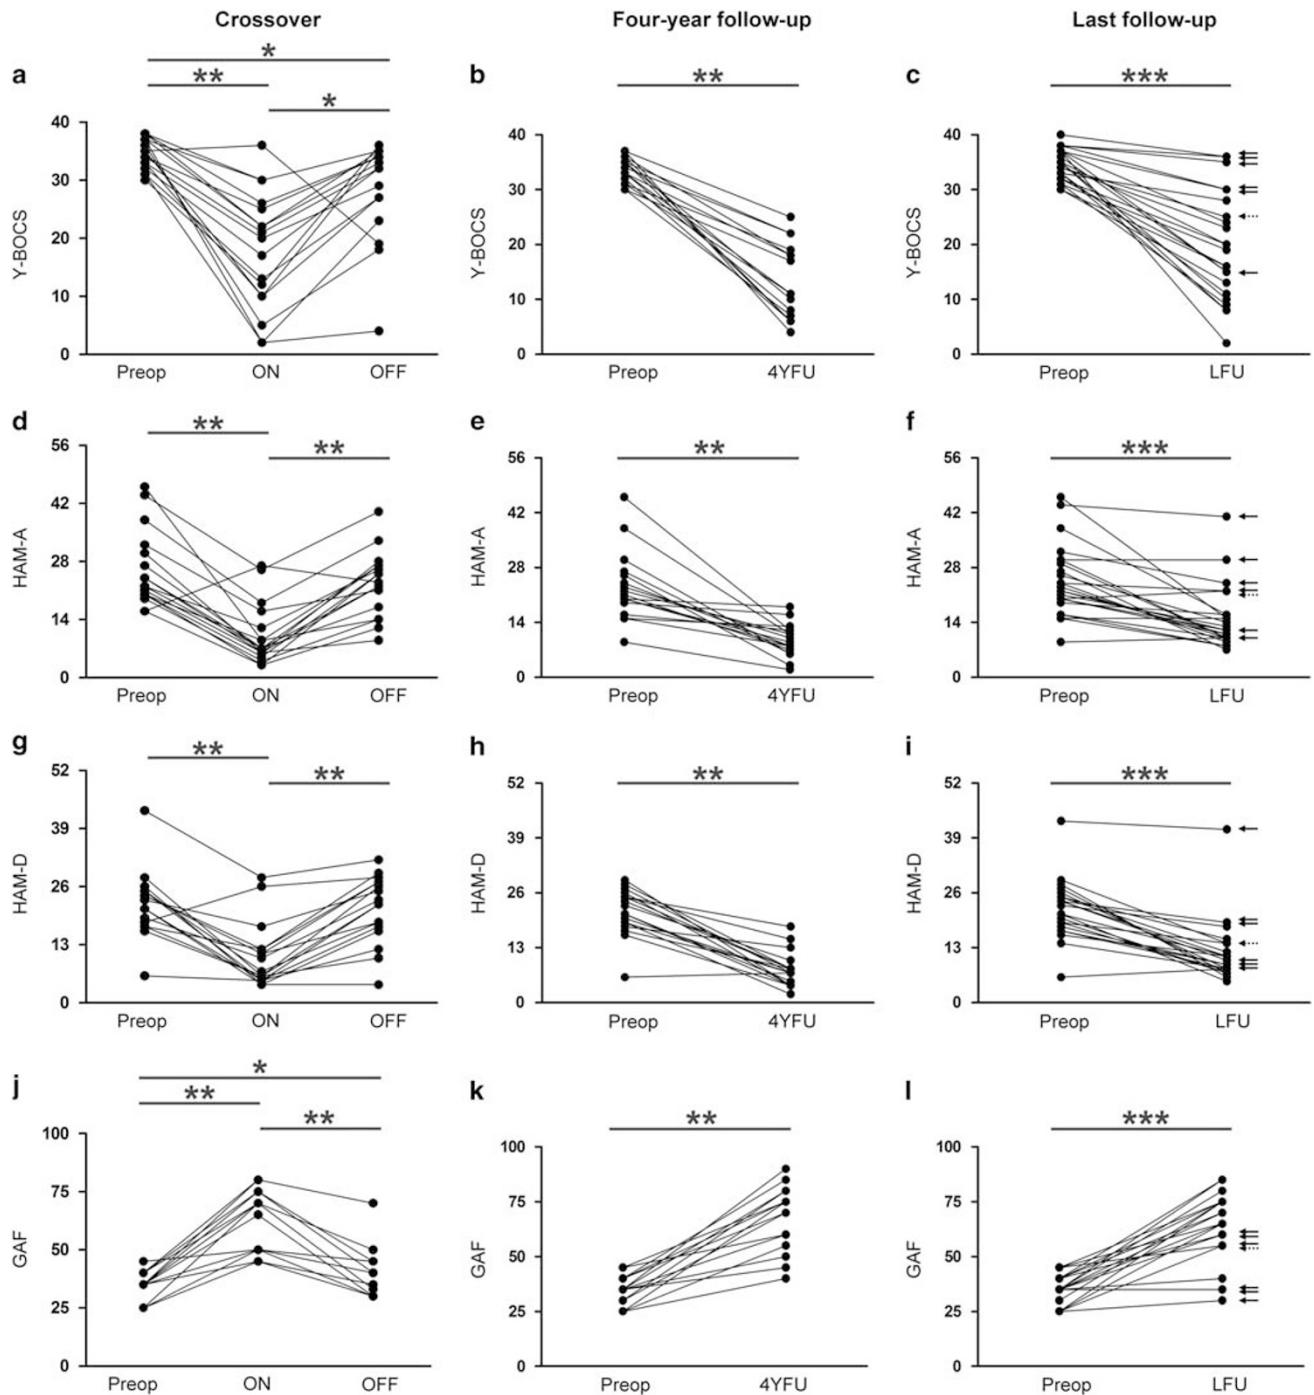 Crossover Four-year follow-up Last follow-up
*
a ** b ** c ***
*
40
30
20
10
0
Y-BOCS
Preop ON OFF
40
30
20
10
0
Y-BOCS
Preop 4YFU
40
30
20
10
0
Y-BOCS
Preop LFU
d ** ** e ** f ***
56
42
28
14
0
HAM-A
Preop ON OFF
56
42
28
14
0
HAM-A
Preop 4YFU
56
42
28
14
0
HAM-A
Preop LFU
g ** ** h ** i ***
52
39
26
13
0
HAM-D
Preop ON OFF
52
39
26
13
0
HAM-D
Preop 4YFU
52
39
26
13
0
HAM-D
Preop LFU
*
j ** ** k ** l ***
100
75
50
25
0
GAF
Preop ON OFF
100
75
50
25
0
GAF
Preop 4YFU
100
75
50
25
0
GAF
Preop LFU